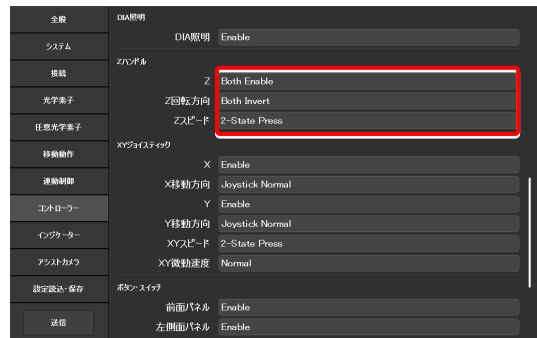 全般
システム
接続
光学素子
任意光学素子
移動動作
連動制御
コントローラー
インジケーター
アシストカメラ
設定読込・保存
送信
DIA照明
DIA照明 Enable
Zハンドル
Z Both Enable
Z回転方向 Both Invert
Zスピード 2-State Press
XYジョイスティック
X Enable
X移動方向 Joystick Normal
Y Enable
Y移動方向 Joystick Normal
XYスピード 2-State Press
XY微動速度 Normal
ボタン・スイッチ
前面パネル Enable
左側面パネル Enable